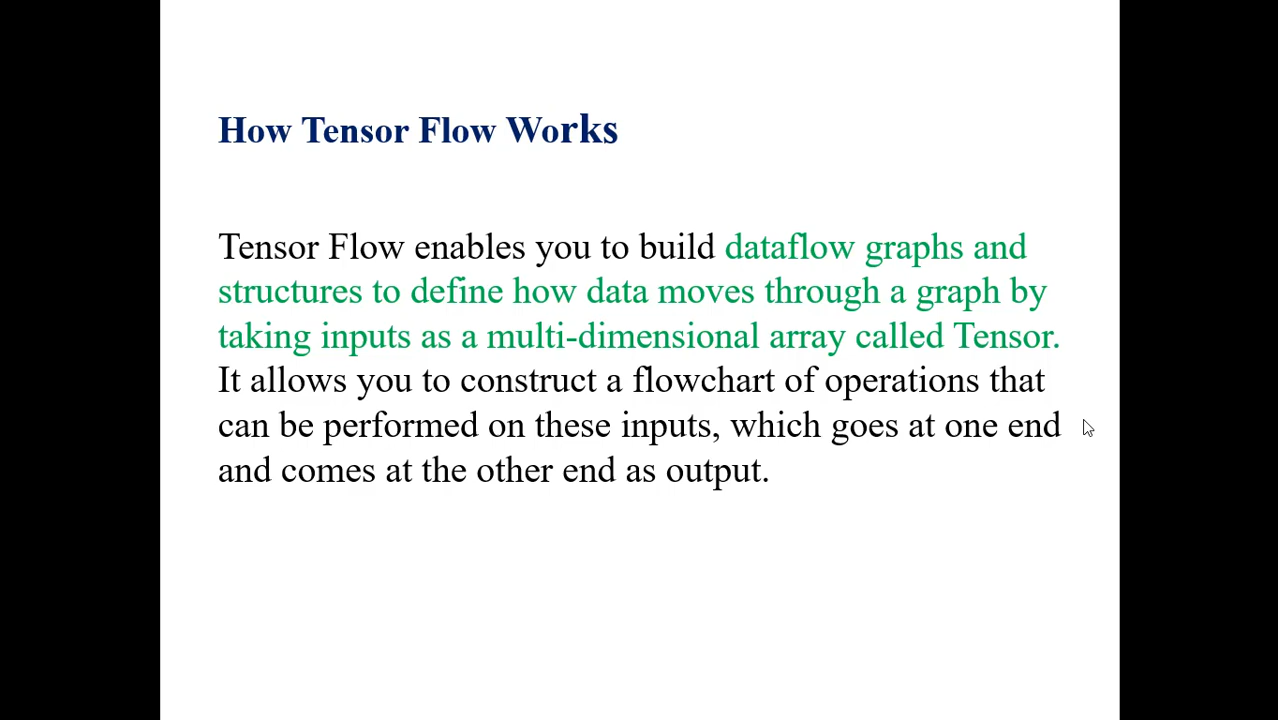 How Tensor Flow Works
Tensor Flow enables you to build dataflow graphs and
structures to define how data moves through a graph by
taking inputs as a multi-dimensional array called Tensor.
It allows you to construct a flowchart of operations that
can be performed on these inputs, which goes at one end
and comes at the other end as output.